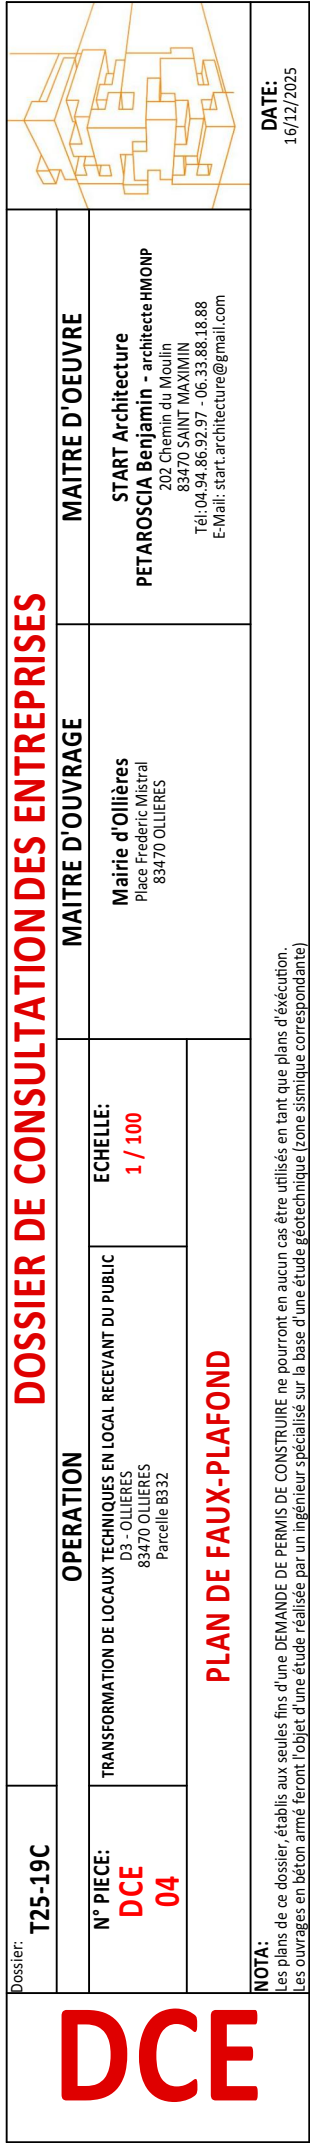 DCE
Dossier:
T25-19C
DOSSIER DE CONSULTATION DES ENTREPRISES
OPERATION
MAITRE D'OUVRAGE
MAITRE D'OEUVRE
N° PIECE:
DCE
04
TRANSFORMATION DE LOCAUX TECHNIQUES EN LOCAL RECEVANT DU PUBLIC
D3 - OLLIERES
83470 OLLIERES
Parcelle B332
ECHELLE:
1 / 100
PLAN DE FAUX-PLAFOND
Mairie d'Ollières
Place Frederic Mistral
83470 OLLIERES
START Architecture
PETAROSCIA Benjamin - architecte HMONP
202 Chemin du Moulin
83470 SAINT MAXIMIN
Tél: 04.94.86.92.97 - 06.33.88.18.88
E-Mail: start.architecture@gmail.com
NOTA:
Les plans de ce dossier, établis aux seules fins d'une DEMANDE DE PERMIS DE CONSTRUIRE ne pourront en aucun cas être utilisés en tant que plans d'éxécution.
Les ouvrages en béton armé feront l'objet d'une étude réalisée par un ingénieur spécialisé sur la base d'une étude géotechnique (zone sismique correspondante)
DATE:
16/12/2025